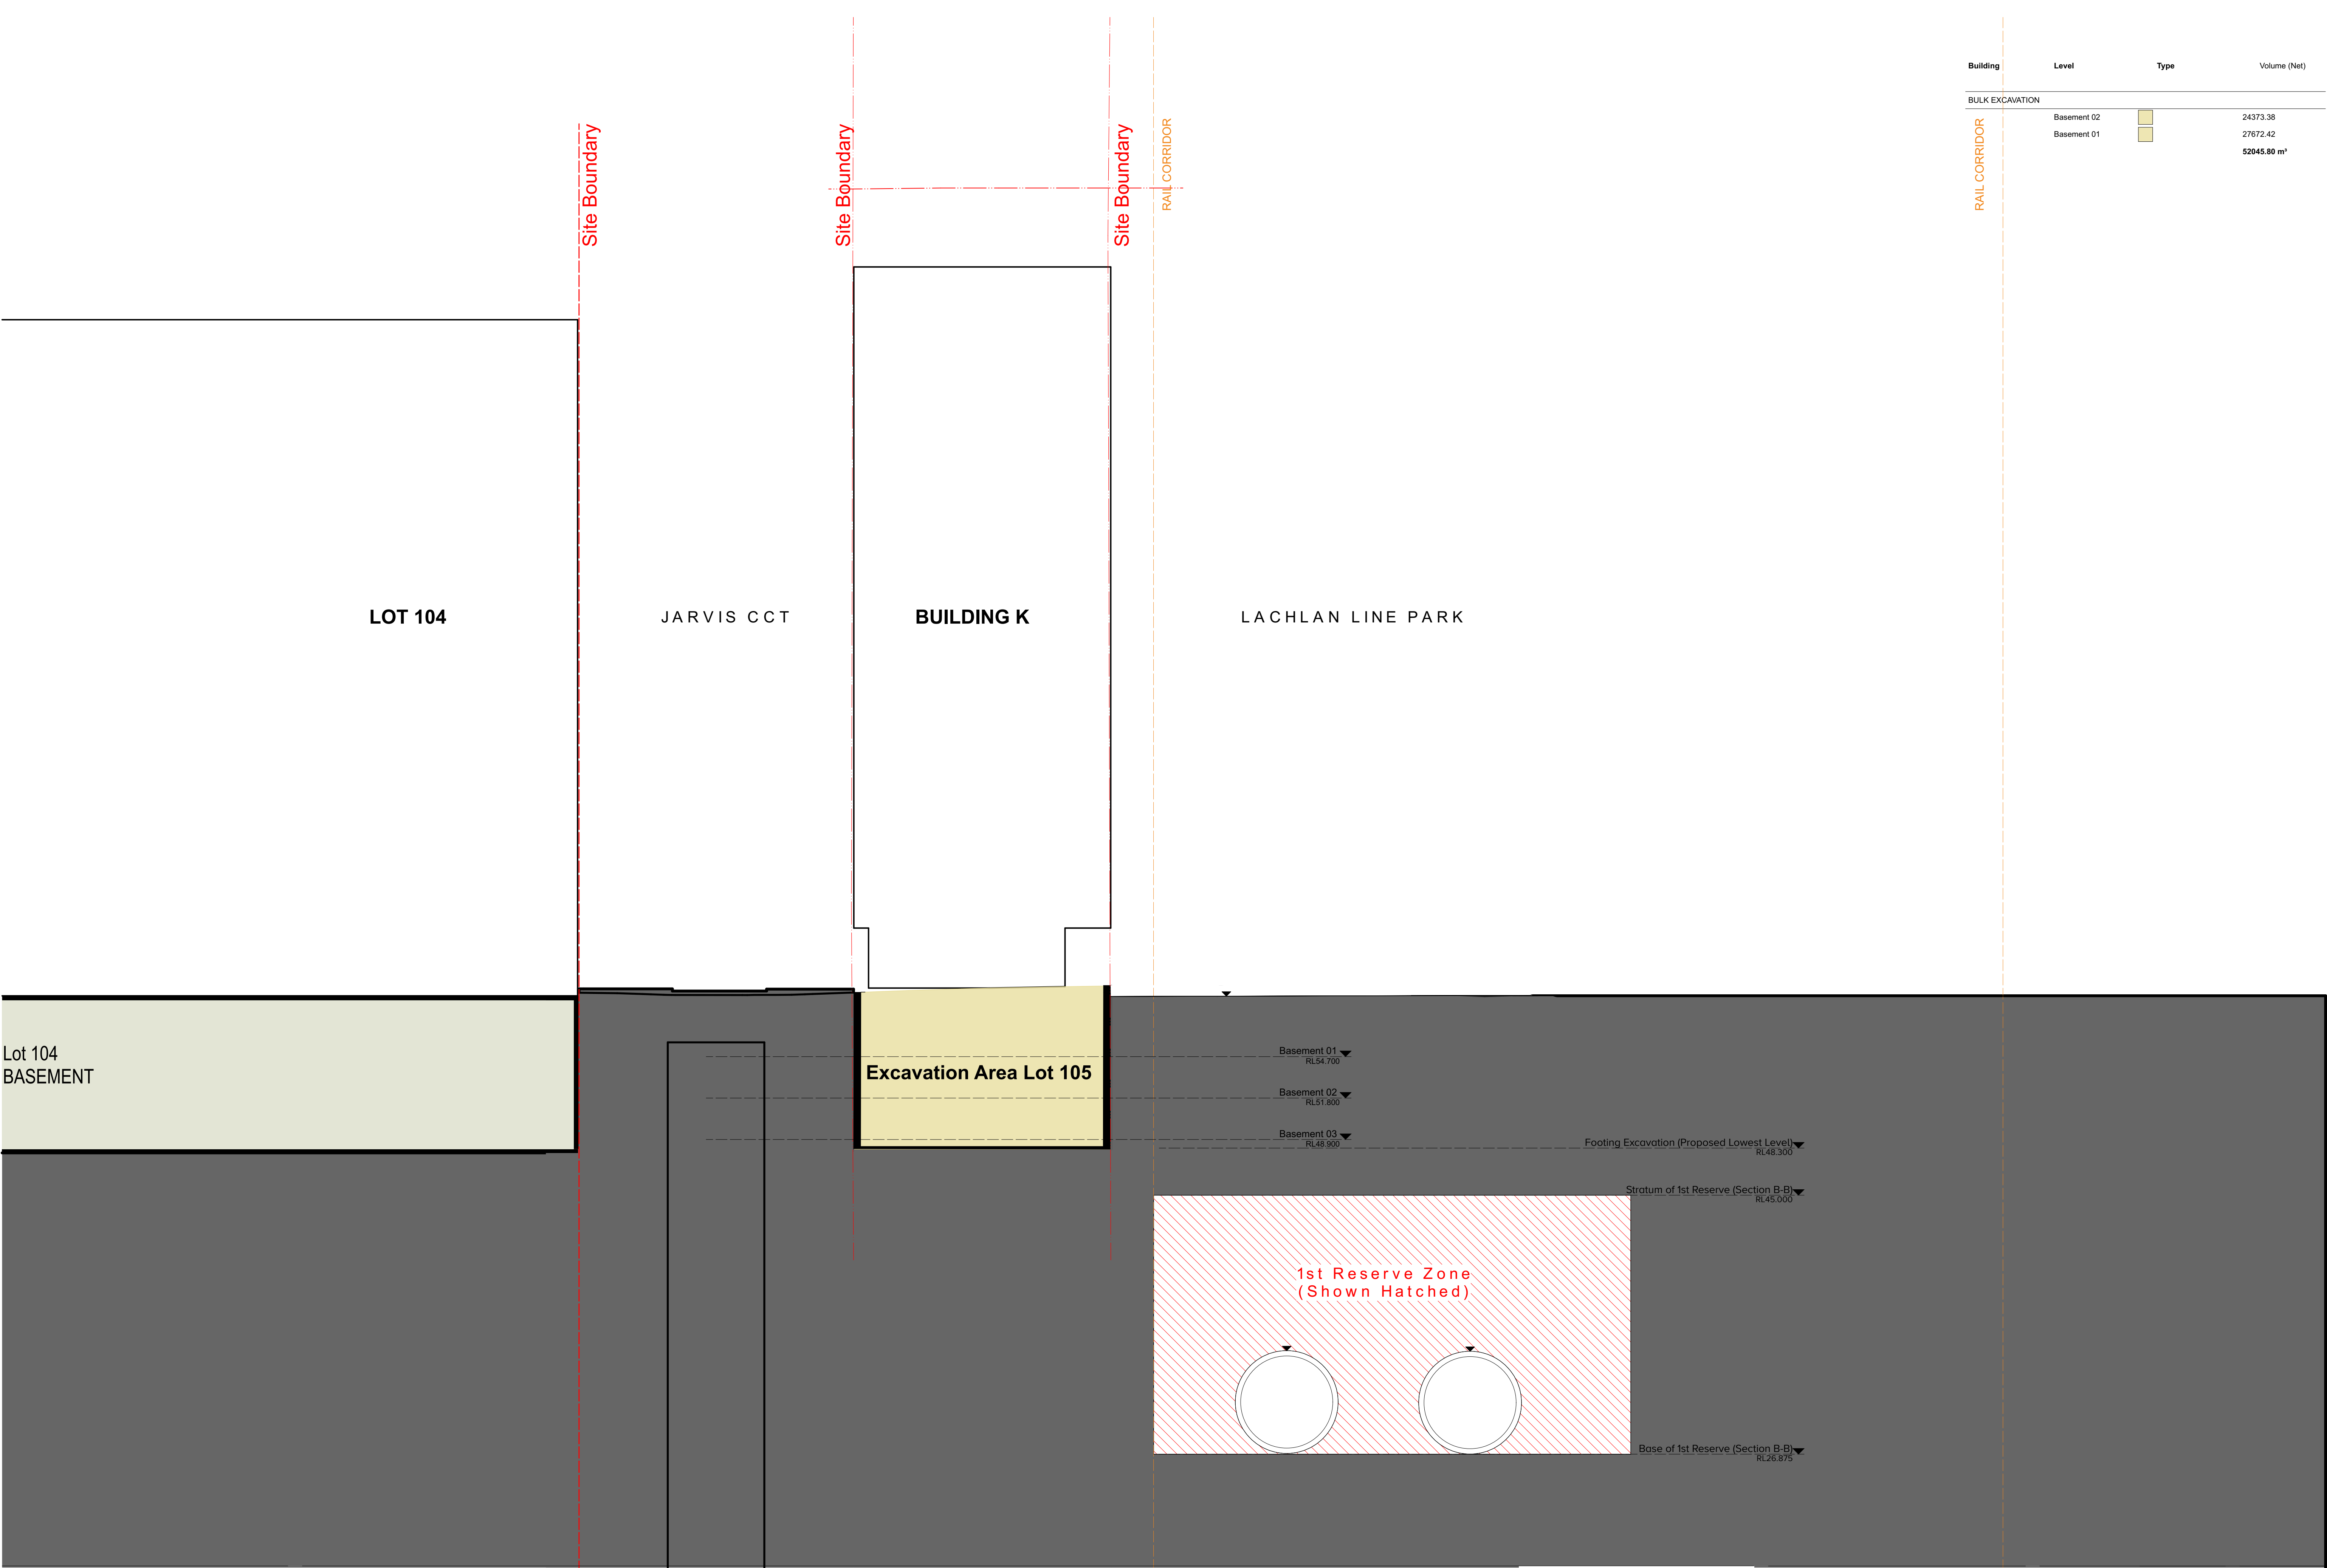 Building Level Type Volume (Net)
BULK EXCAVATION
Basement 02 24373.38
Basement 01 27672.42
52045.80 m³
Site Boundary
Site Boundary
Site Boundary
RAIL CORRIDOR
RAIL CORRIDOR
LOT 104
JARVIS CCT
BUILDING K
LACHLAN LINE PARK
Lot 104
BASEMENT
Excavation Area Lot 105
Basement 01
RL54.700
Basement 02
RL51.800
Basement 03
RL48.900
Footing Excavation (Proposed Lowest Level)
RL48.300
Stratum of 1st Reserve (Section B-B)
RL45.000
1st Reserve Zone
(Shown Hatched)
Base of 1st Reserve (Section B-B)
RL26.875